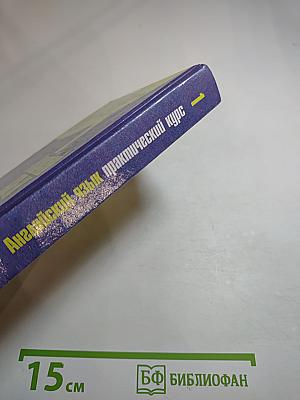 Английский язык практический курс 1
15 см
БФ БИБЛИОФАН